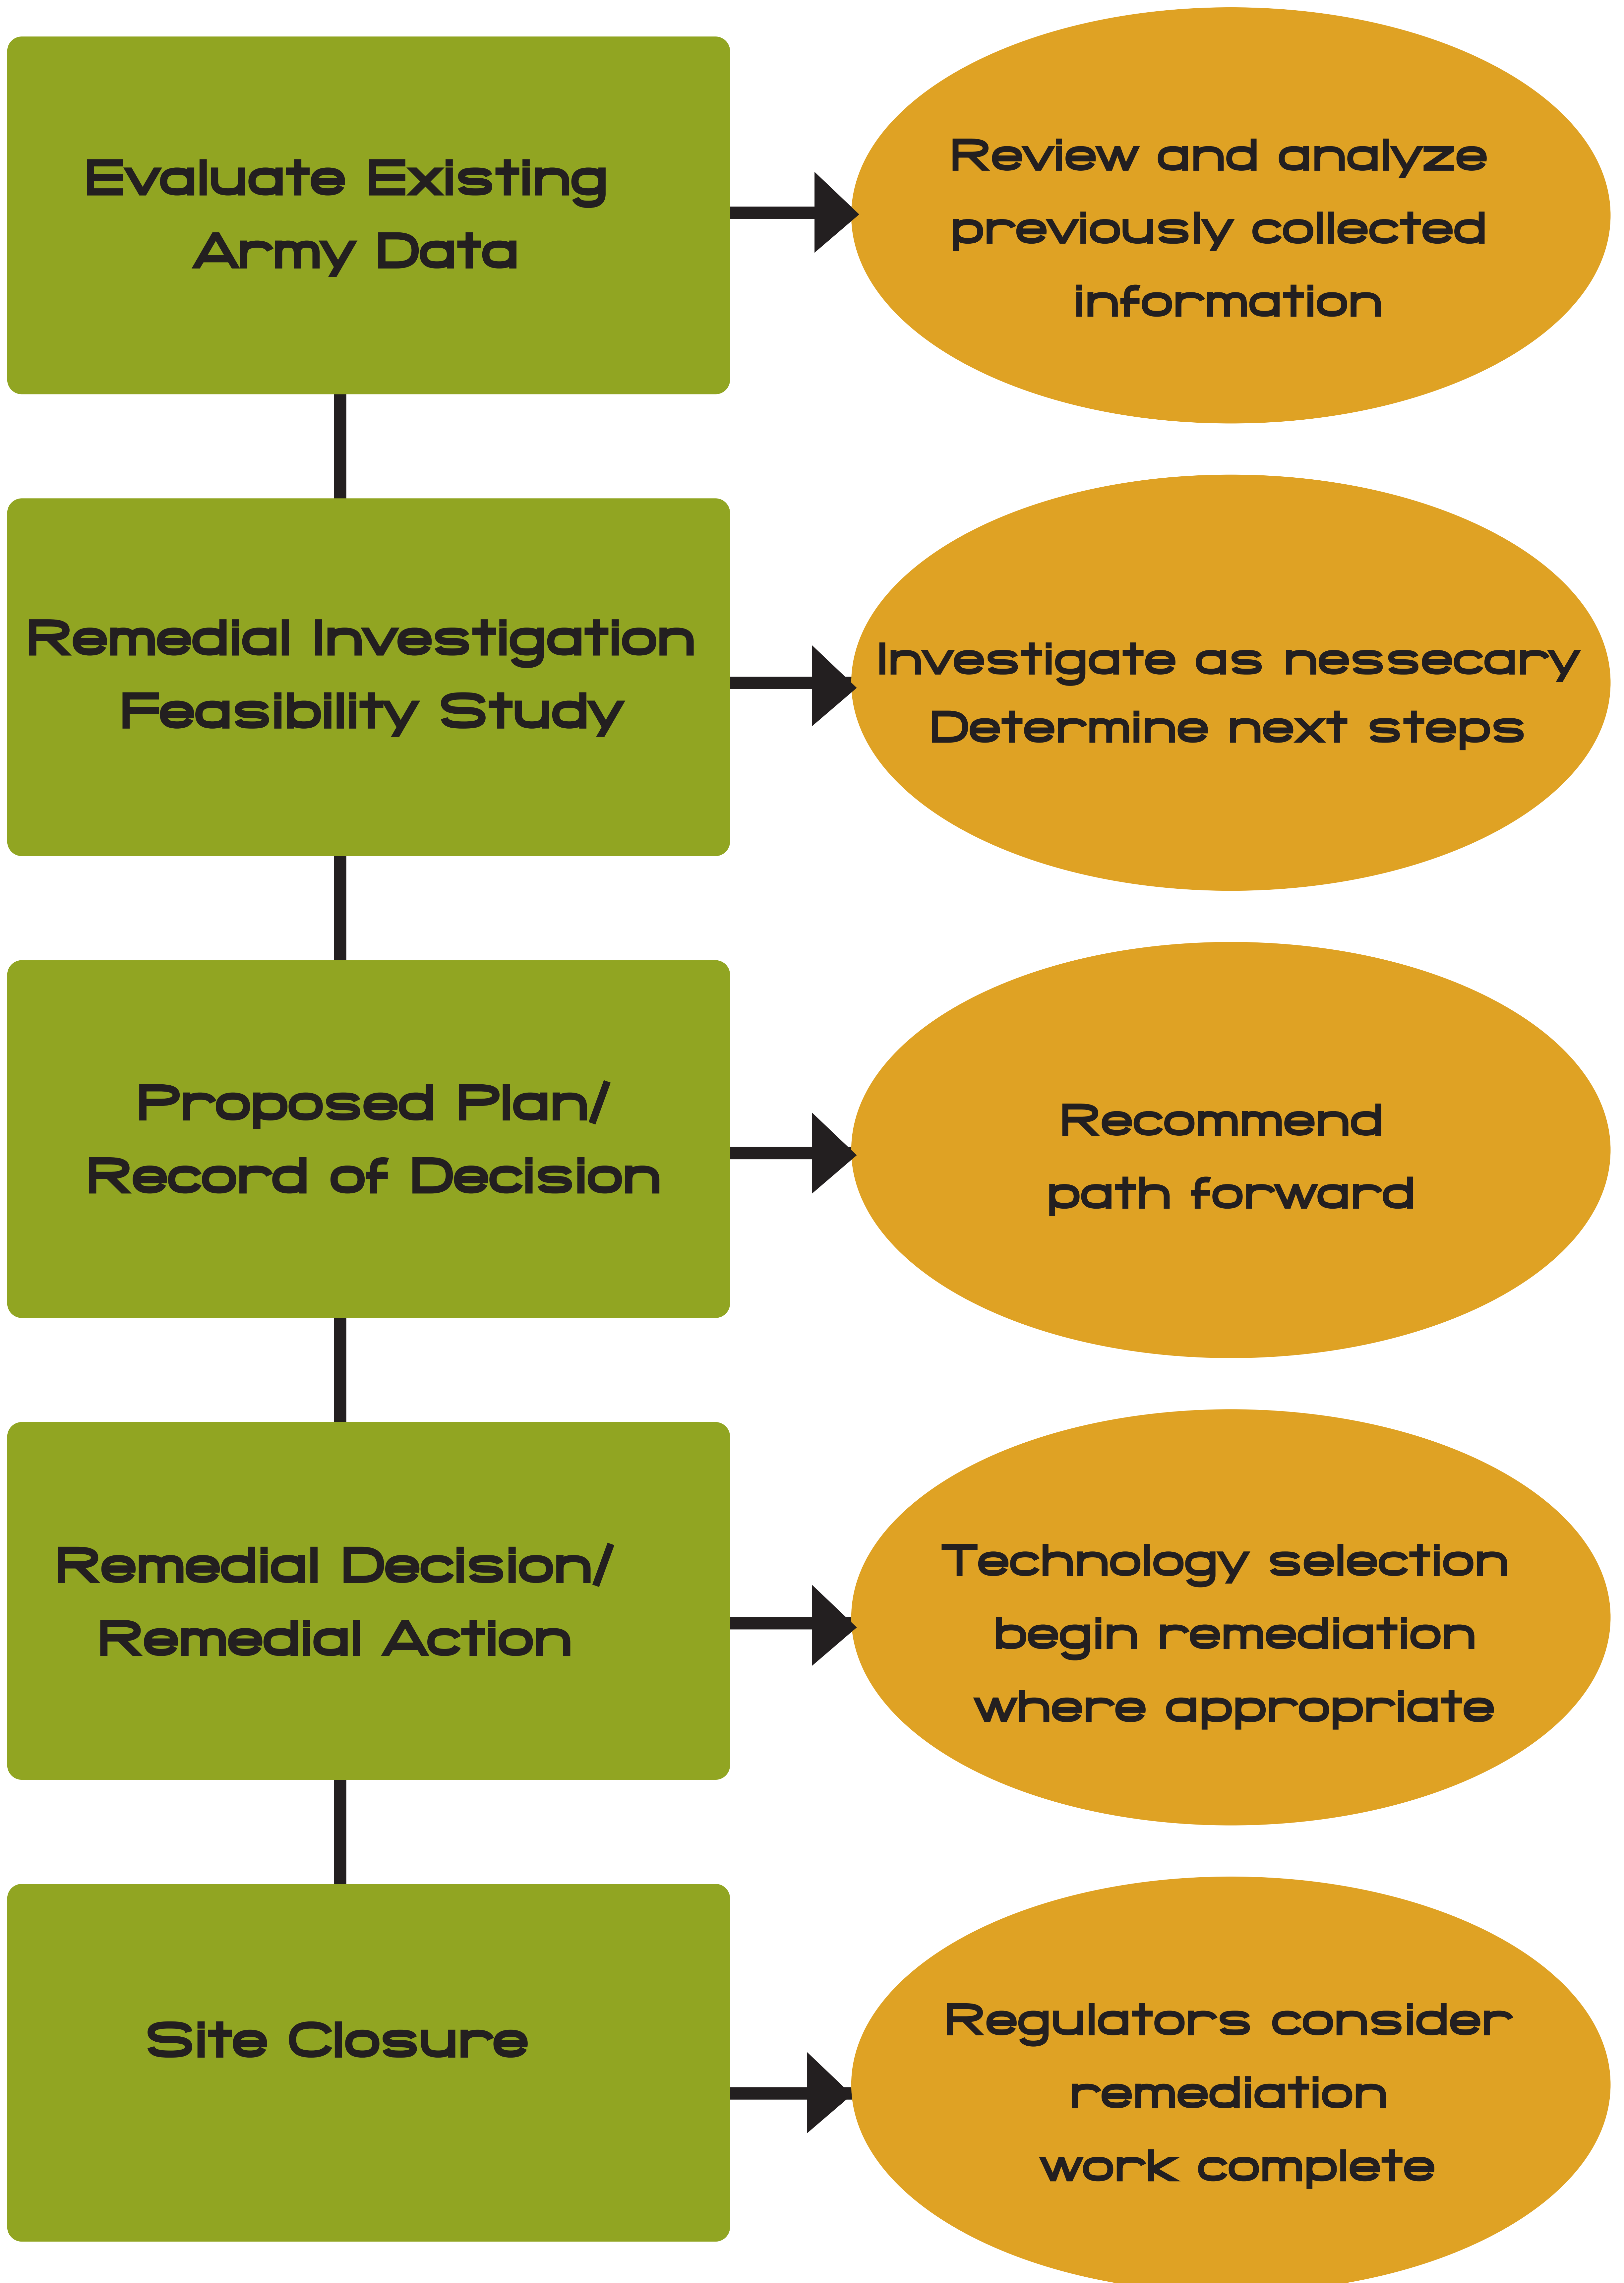 Evaluate Existing
Army Data
Review and analyze
previously collected
information
Remedial Investigation
Feasibility Study
Investigate as nessecary
Determine next steps
Proposed Plan/
Record of Decision
Recommend
path forward
Remedial Decision/
Remedial Action
Technology selection
begin remediation
where appropriate
Site Closure
Regulators consider
remediation
work complete